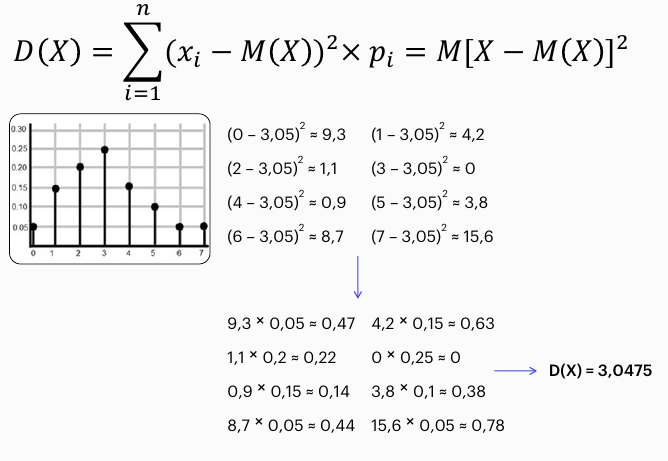 D(X) = ∑ⁿᵢ₌₁ (xᵢ − M(X))² × pᵢ = M[X − M(X)]²
0.30
0.25
0.20
0.15
0.10
0.05
0 1 2 3 4 5 6 7
(0 – 3,05)² ≈ 9,3 (1 – 3,05)² ≈ 4,2
(2 – 3,05)² ≈ 1,1 (3 – 3,05)² ≈ 0
(4 – 3,05)² ≈ 0,9 (5 – 3,05)² ≈ 3,8
(6 – 3,05)² ≈ 8,7 (7 – 3,05)² ≈ 15,6
9,3 × 0,05 ≈ 0,47 4,2 × 0,15 ≈ 0,63
1,1 × 0,2 ≈ 0,22 0 × 0,25 ≈ 0
0,9 × 0,15 ≈ 0,14 3,8 × 0,1 ≈ 0,38
8,7 × 0,05 ≈ 0,44 15,6 × 0,05 ≈ 0,78
D(X) = 3,0475